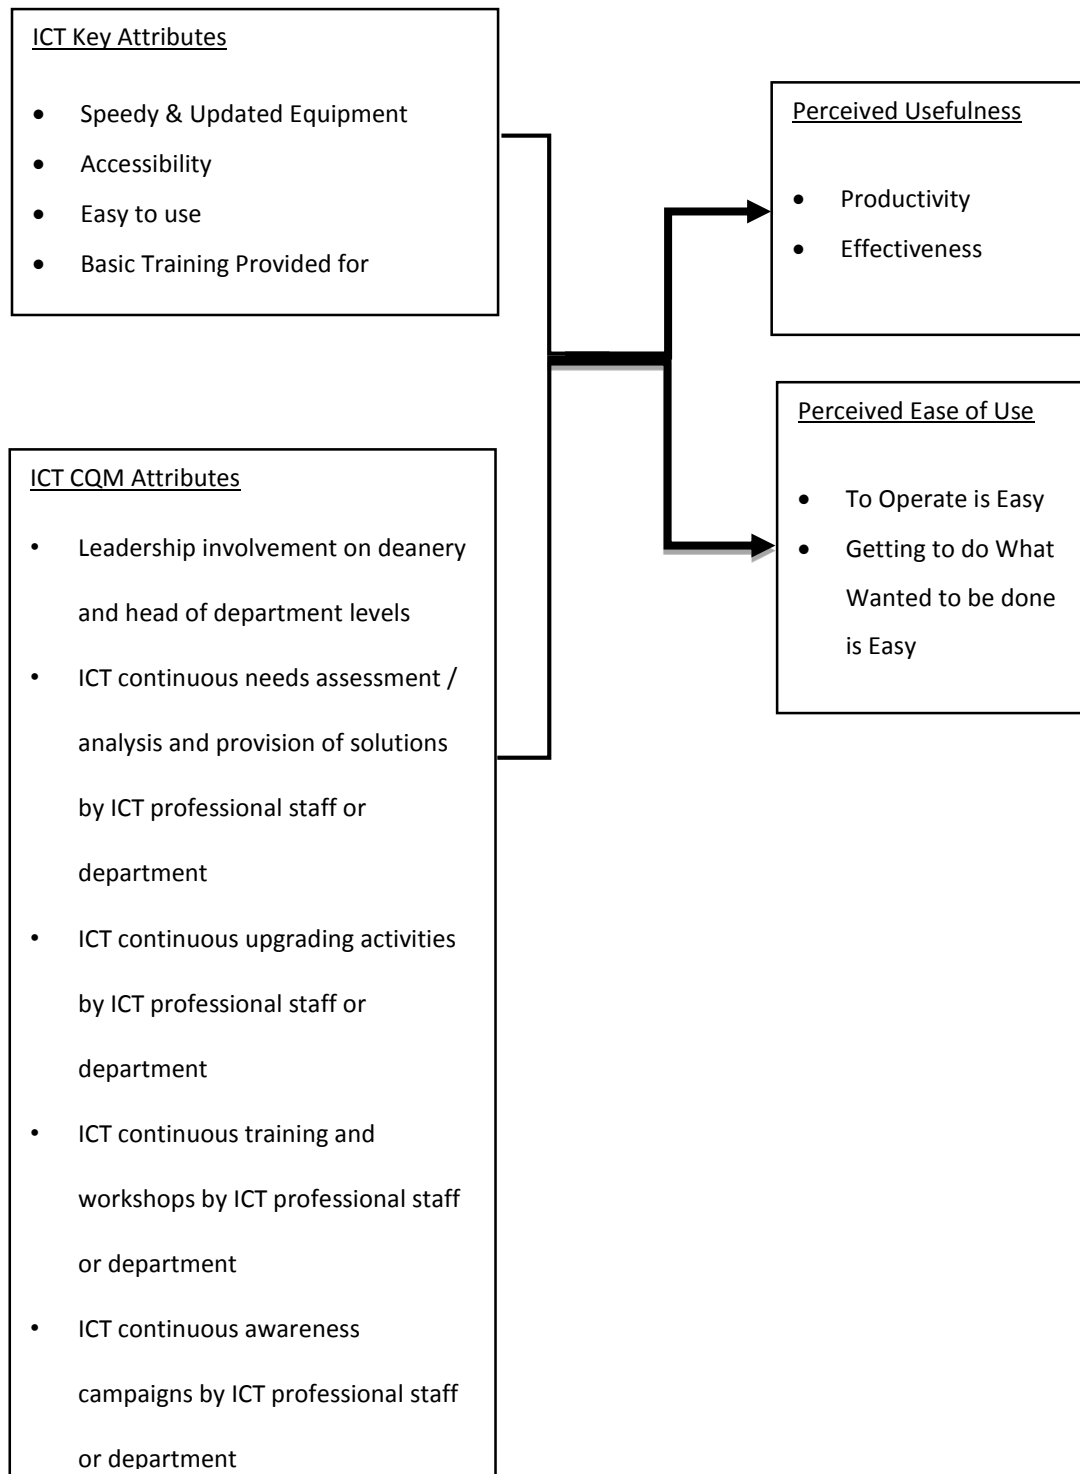 ICT Key Attributes
• Speedy & Updated Equipment
• Accessibility
• Easy to use
• Basic Training Provided for
Perceived Usefulness
• Productivity
• Effectiveness
Perceived Ease of Use
• To Operate is Easy
• Getting to do What
Wanted to be done
is Easy
ICT CQM Attributes
• Leadership involvement on deanery
and head of department levels
• ICT continuous needs assessment /
analysis and provision of solutions
by ICT professional staff or
department
• ICT continuous upgrading activities
by ICT professional staff or
department
• ICT continuous training and
workshops by ICT professional staff
or department
• ICT continuous awareness
campaigns by ICT professional staff
or department